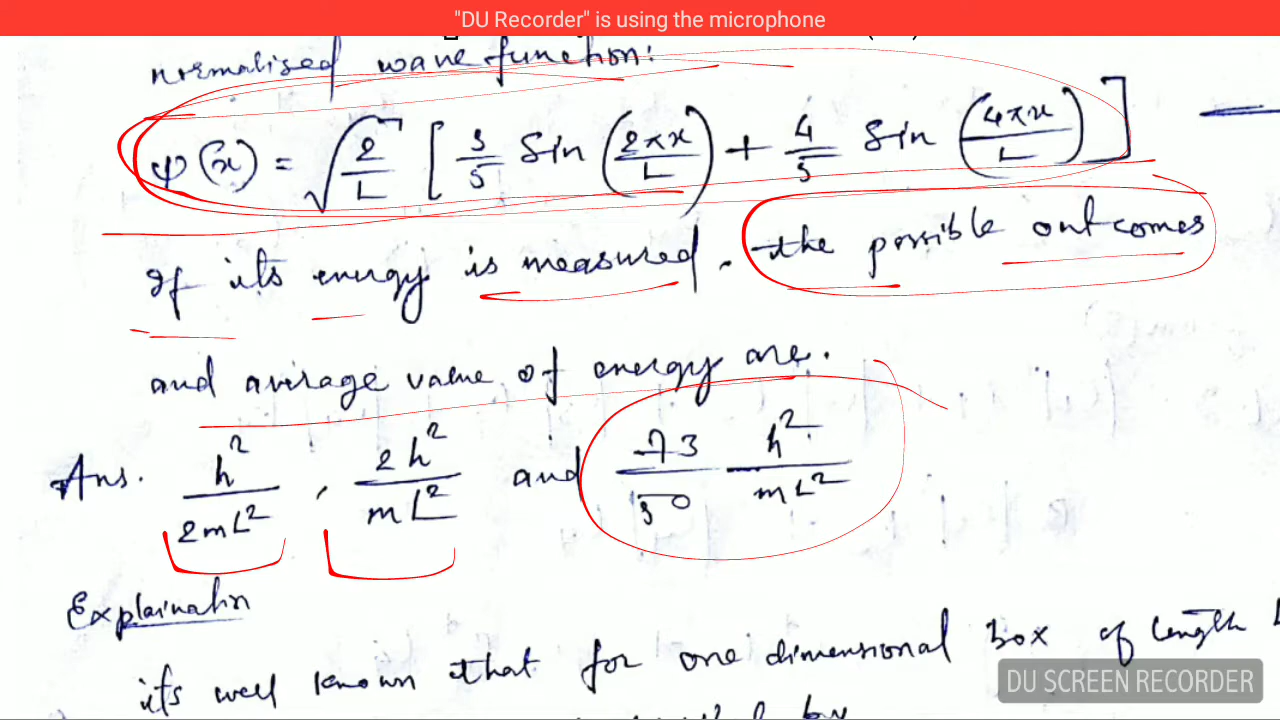 "DU Recorder" is using the microphone
normalised wave function:
ψ(x) = √(2/L) [ 3/5 Sin (2πx/L) + 4/5 Sin (4πx/L) ]
If its energy is measured, the possible outcomes
and average value of energy are.
Ans. h²/2mL² , 2h²/mL² and 73/50 h²/mL²
Explaination
its well known that for one dimensional box of length L
by
DU SCREEN RECORDER